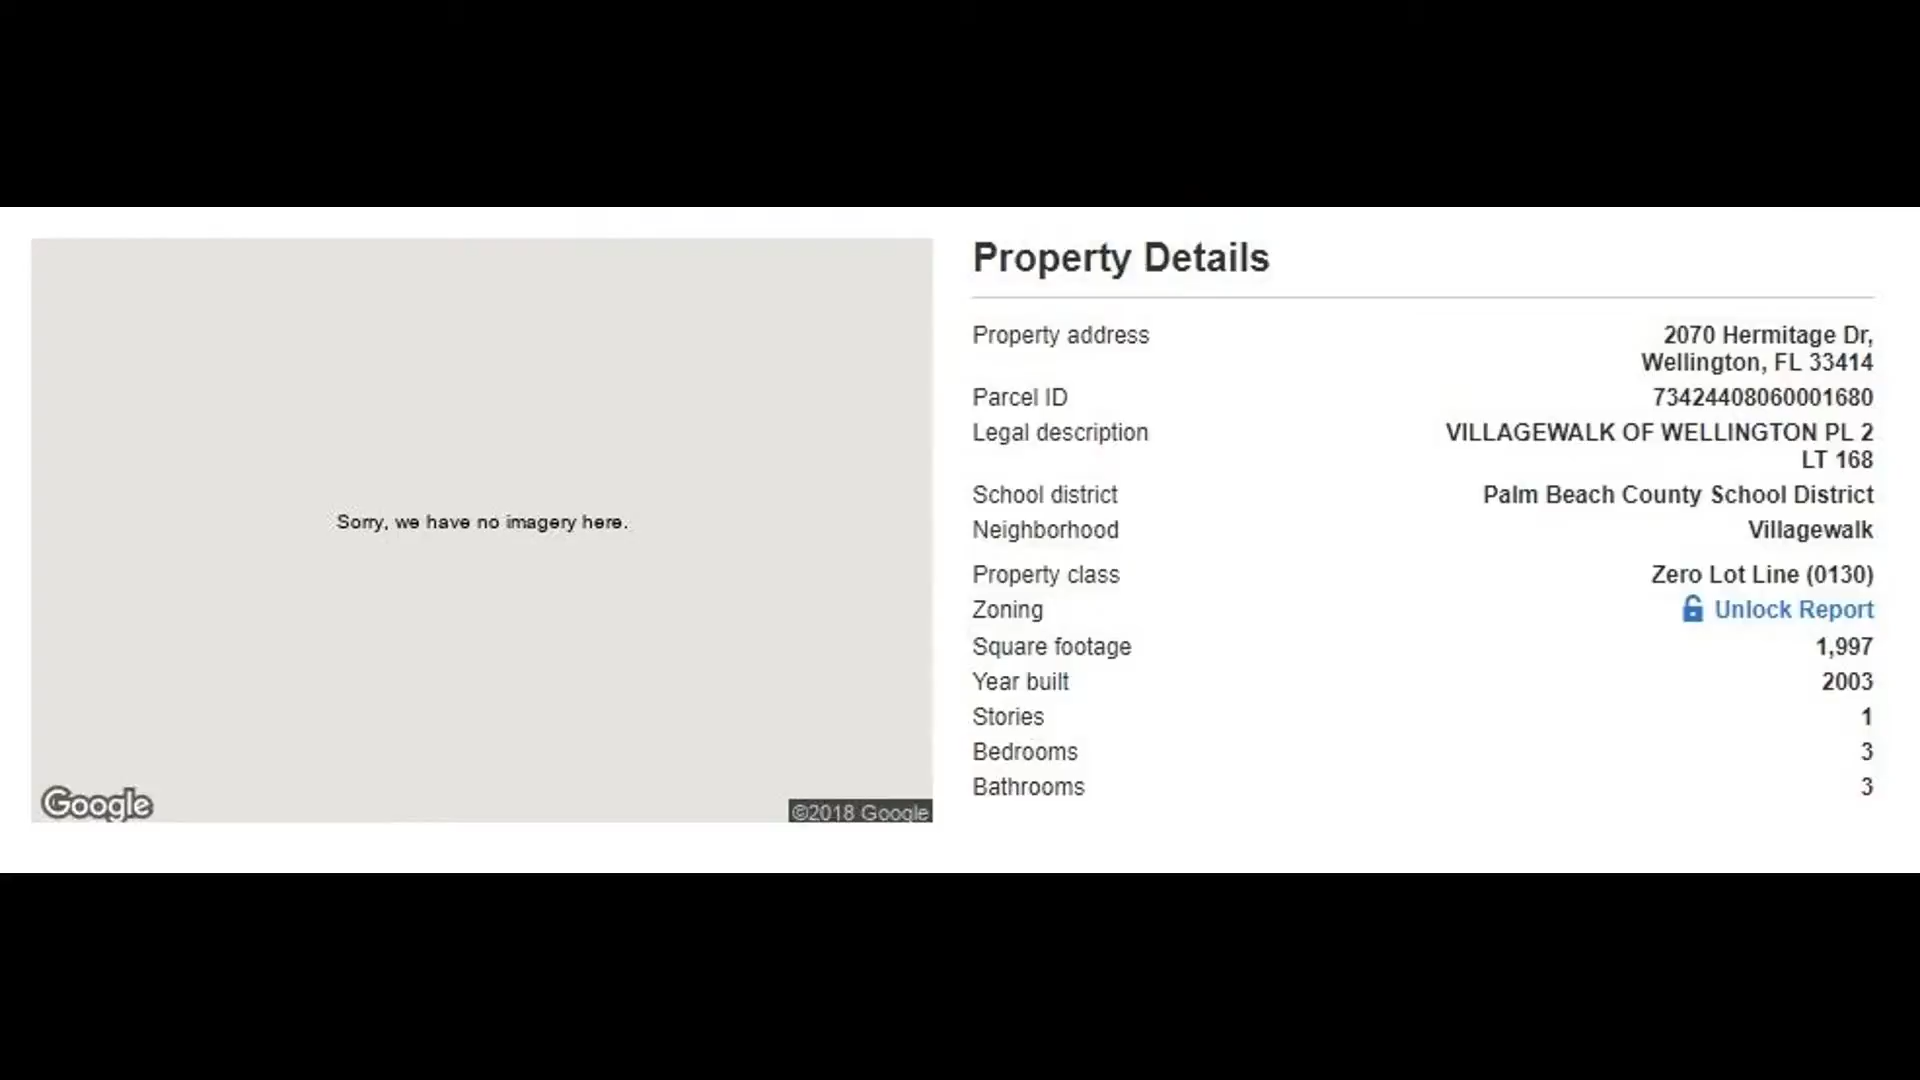 Sorry, we have no imagery here.
Google
©2018 Google
Property Details
Property address 2070 Hermitage Dr,
Wellington, FL 33414
Parcel ID 73424408060001680
Legal description VILLAGEWALK OF WELLINGTON PL 2
LT 168
School district Palm Beach County School District
Neighborhood Villagewalk
Property class Zero Lot Line (0130)
Zoning Unlock Report
Square footage 1,997
Year built 2003
Stories 1
Bedrooms 3
Bathrooms 3